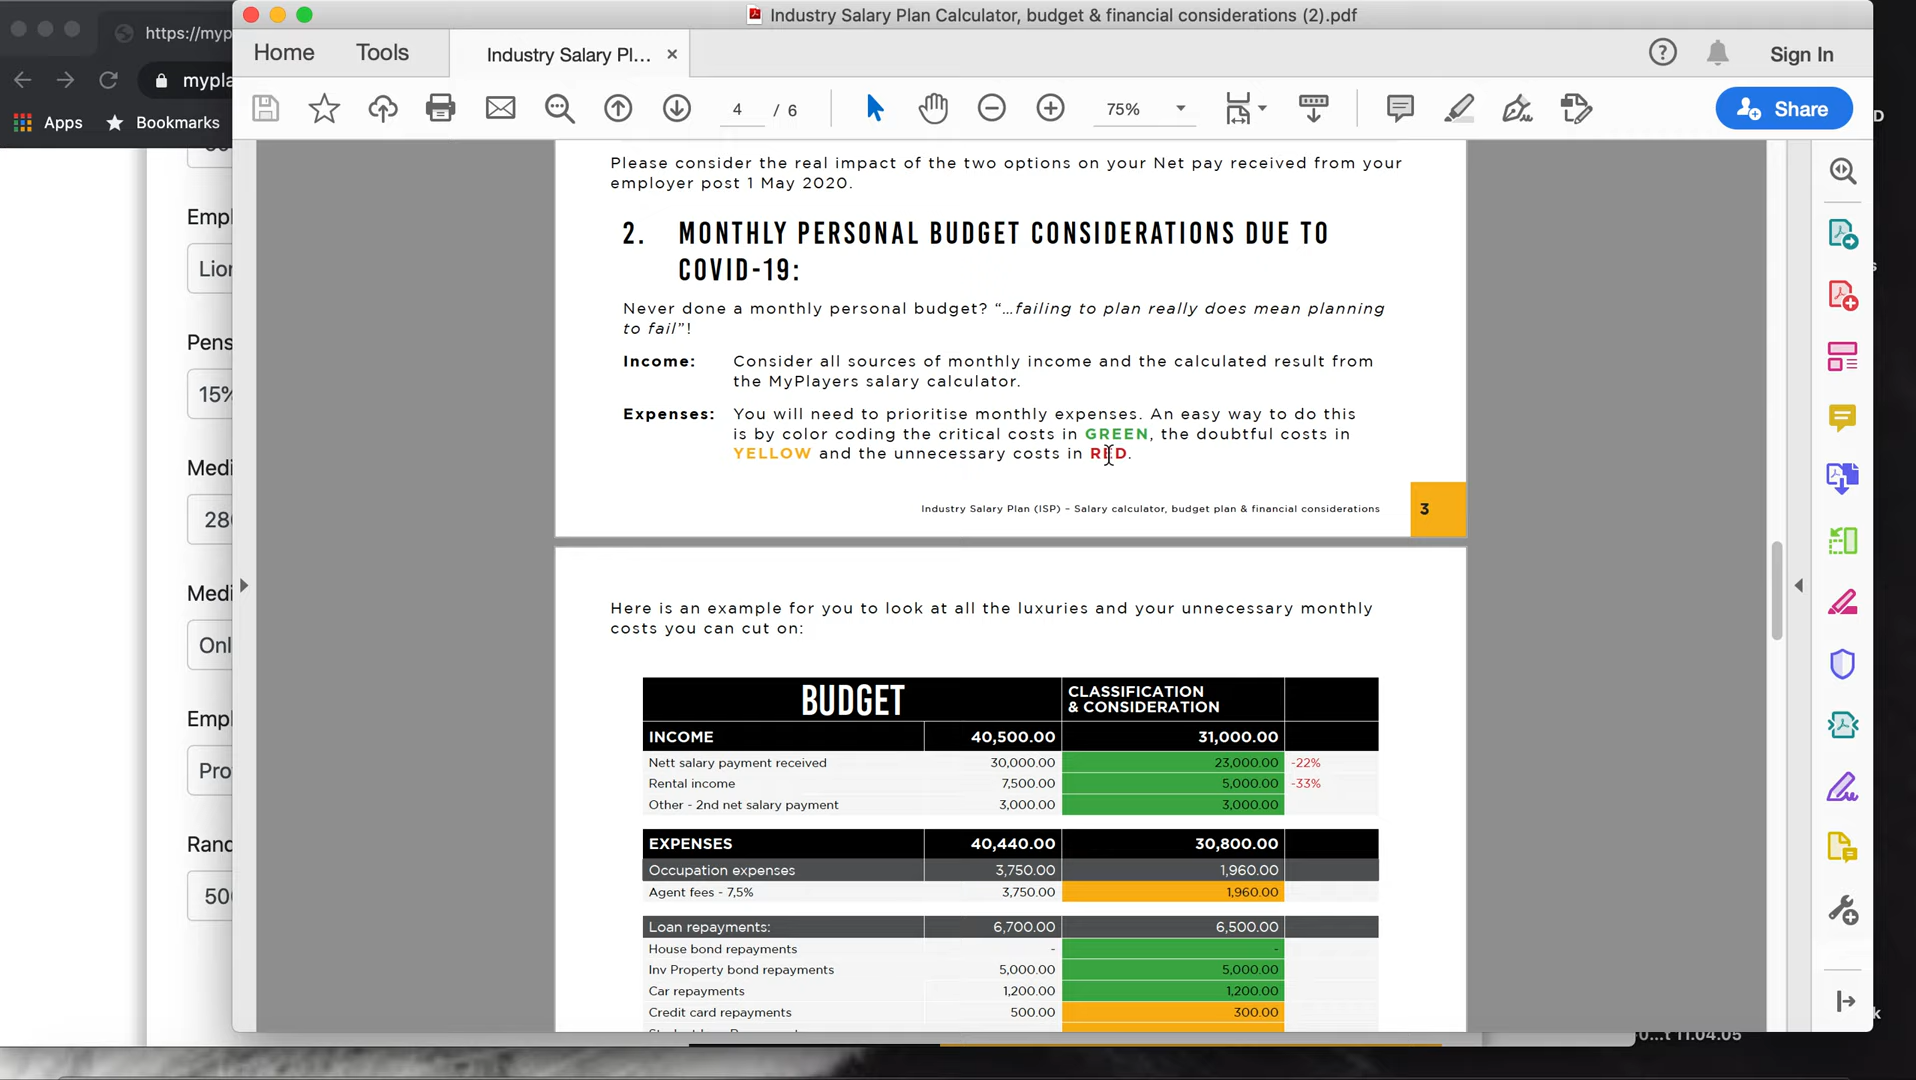 Industry Salary Plan Calculator, budget & financial considerations (2).pdf
https://myp
Home
Tools
Industry Salary Pl... ×
Sign In
mypla
4 / 6
75%
Share
Apps
Bookmarks
Please consider the real impact of the two options on your Net pay received from your
employer post 1 May 2020.
Empl
2. MONTHLY PERSONAL BUDGET CONSIDERATIONS DUE TO
COVID-19:
Lion
Never done a monthly personal budget? “…failing to plan really does mean planning
to fail”!
Pens
Income: Consider all sources of monthly income and the calculated result from
the MyPlayers salary calculator.
15%
Expenses: You will need to prioritise monthly expenses. An easy way to do this
is by color coding the critical costs in GREEN, the doubtful costs in
YELLOW and the unnecessary costs in RED.
Medi
Industry Salary Plan (ISP) – Salary calculator, budget plan & financial considerations
3
280
Medi
Here is an example for you to look at all the luxuries and your unnecessary monthly
costs you can cut on:
Onl
BUDGET CLASSIFICATION
& CONSIDERATION
Empl
INCOME 40,500.00 31,000.00
Nett salary payment received 30,000.00 23,000.00 -22%
Pro
Rental income 7,500.00 5,000.00 -33%
Other - 2nd net salary payment 3,000.00 3,000.00
Rand
EXPENSES 40,440.00 30,800.00
Occupation expenses 3,750.00 1,960.00
Agent fees - 7,5% 3,750.00 1,960.00
500
Loan repayments: 6,700.00 6,500.00
House bond repayments - -
Inv Property bond repayments 5,000.00 5,000.00
Car repayments 1,200.00 1,200.00
Credit card repayments 500.00 300.00
0...t 11.04.05